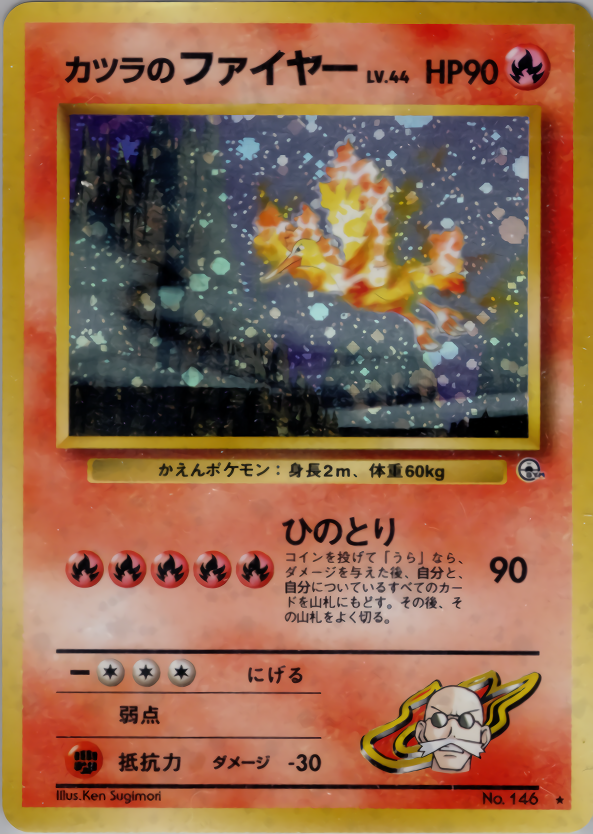 カツラのファイヤー LV.44 HP90
かえんポケモン：身長2m、体重60kg
ひのとり
コインを投げて「うら」なら、
ダメージを与えた後、自分と、
自分についているすべてのカー
ドを山札にもどす。その後、そ
の山札をよく切る。
90
にげる
弱点
抵抗力 ダメージ -30
Illus.Ken Sugimori
No. 146 ★